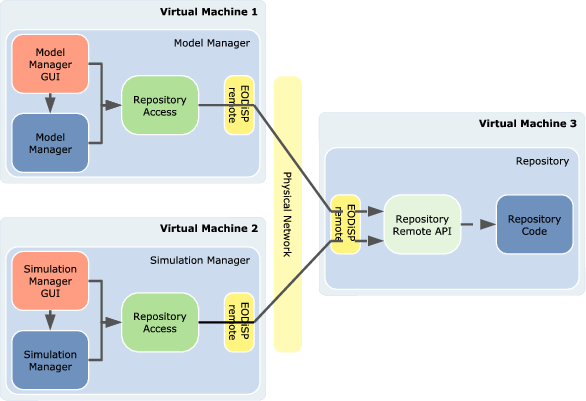 Virtual Machine 1
Model Manager
Model
Manager
GUI
Model
Manager
Repository
Access
EODiSP
remote
Physical Network
Virtual Machine 2
Simulation Manager
Simulation
Manager
GUI
Simulation
Manager
Repository
Access
EODiSP
remote
Virtual Machine 3
Repository
EODiSP
remote
Repository
Remote API
Repository
Code